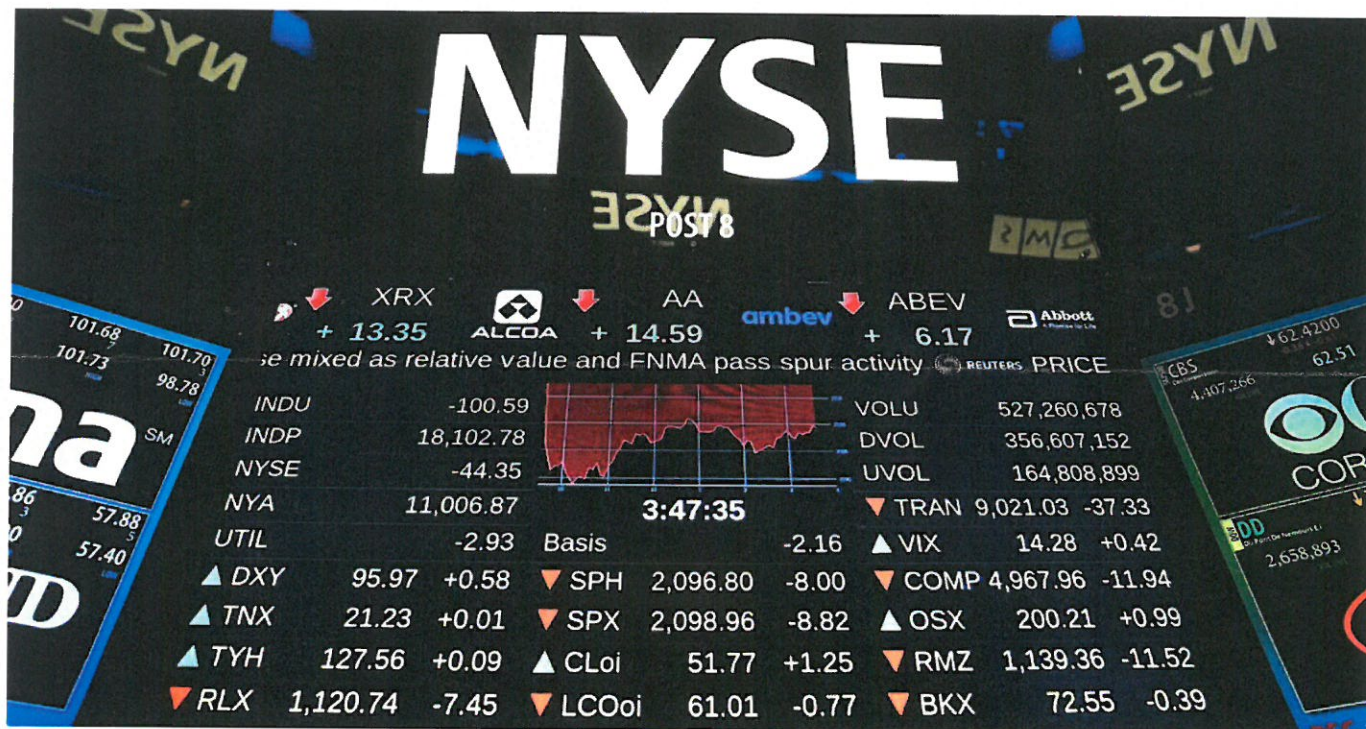 NYSE
NYSE
NYSE
NYSE
POST 8
XRX
+ 13.35
ALCOA
AA
+ 14.59
ambev
ABEV
+ 6.17
Abbott
se mixed as relative value and FNMA pass spur activity REUTERS PRICE
INDU -100.59
INDP 18,102.78
NYSE -44.35
NYA 11,006.87
UTIL -2.93
3:47:35
VOLU 527,260,678
DVOL 356,607,152
UVOL 164,808,899
TRAN 9,021.03 -37.33
Basis -2.16
VIX 14.28 +0.42
DXY 95.97 +0.58
SPH 2,096.80 -8.00
COMP 4,967.96 -11.94
TNX 21.23 +0.01
SPX 2,098.96 -8.82
OSX 200.21 +0.99
TYH 127.56 +0.09
CLoi 51.77 +1.25
RMZ 1,139.36 -11.52
RLX 1,120.74 -7.45
LCOoi 61.01 -0.77
BKX 72.55 -0.39
101.68
101.73
101.70
98.78
na SM
57.88
57.40
CBS
62.4200
62.51
4,407,266
COR
DD
2,658,893